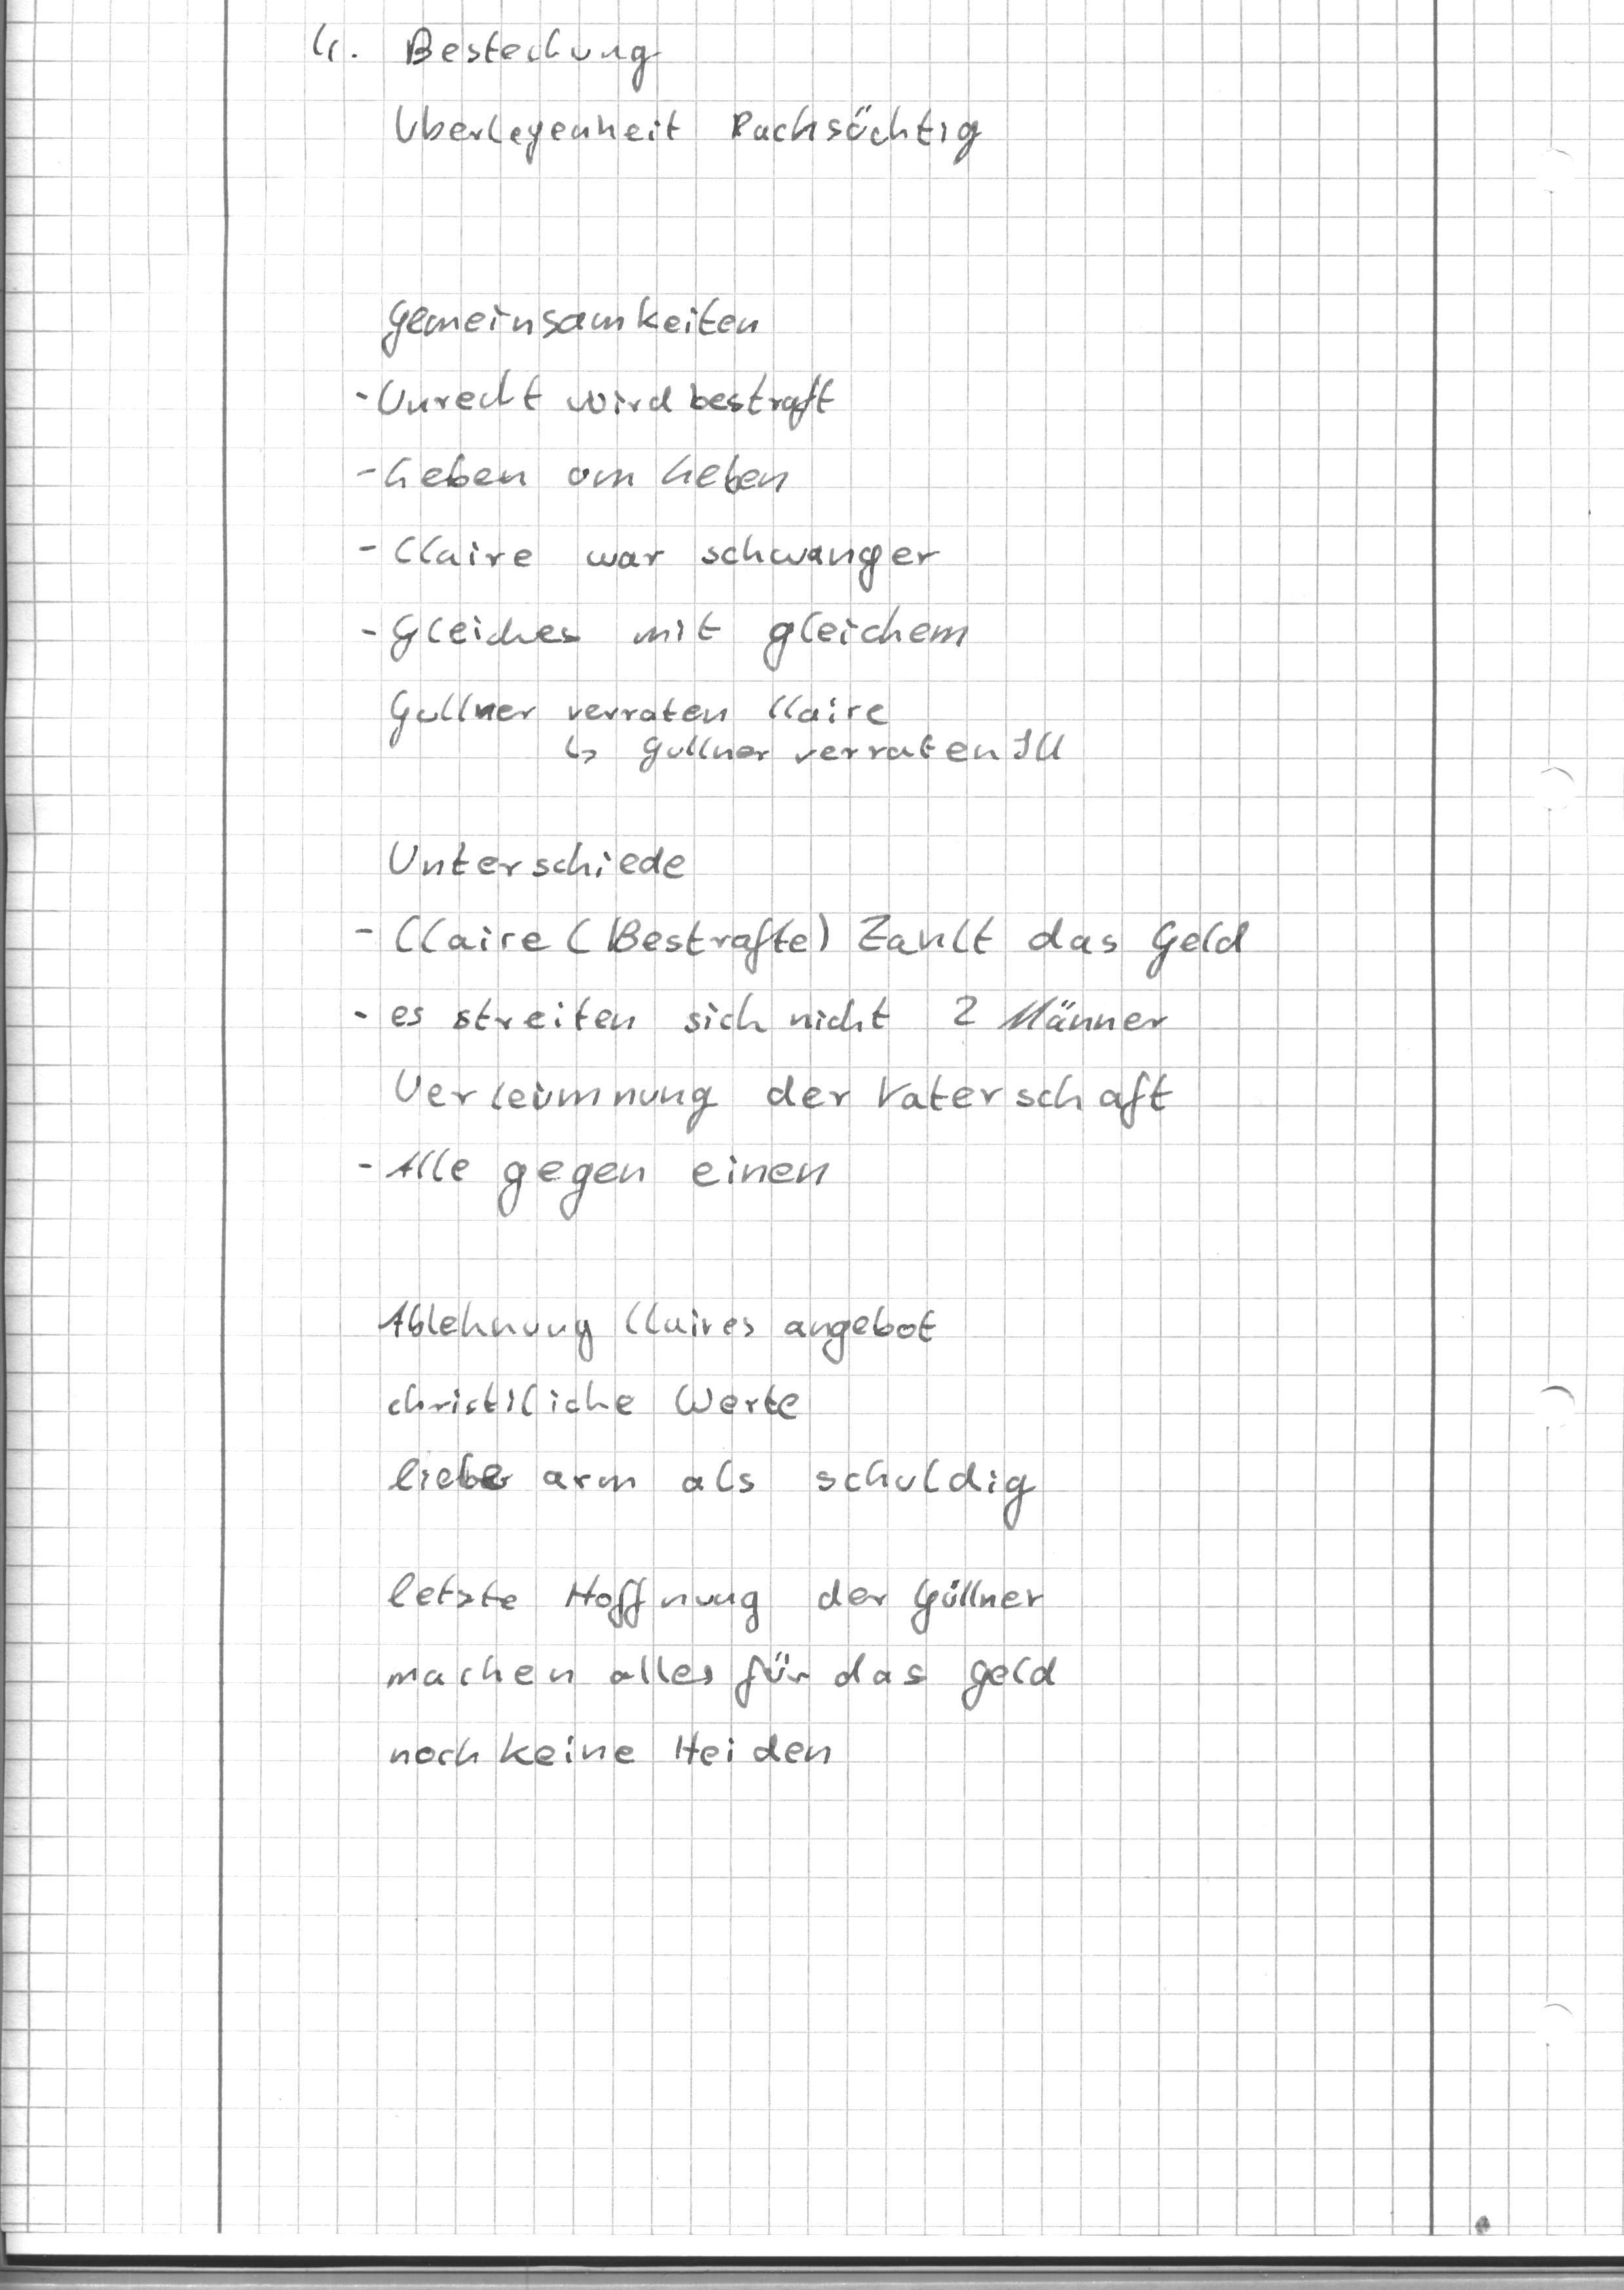 4. Bestechung
Überlegenheit Rachsüchtig
Gemeinsamkeiten
- Unrecht wird bestraft
- Leben um Leben
- Claire war schwanger
- Gleiches mit gleichem
Gullner verraten Claire
↳ Gullner verraten Ill
Unterschiede
- Claire (Bestrafte) Zahlt das Geld
- es streiten sich nicht 2 Männer
Verleumnung der Vaterschaft
- Alle gegen einen
Ablehnung Claires angebot
christlliche Werte
lieber arm als schuldig
letzte Hoffnung der Güllner
machen alles für das geld
noch keine Heiden